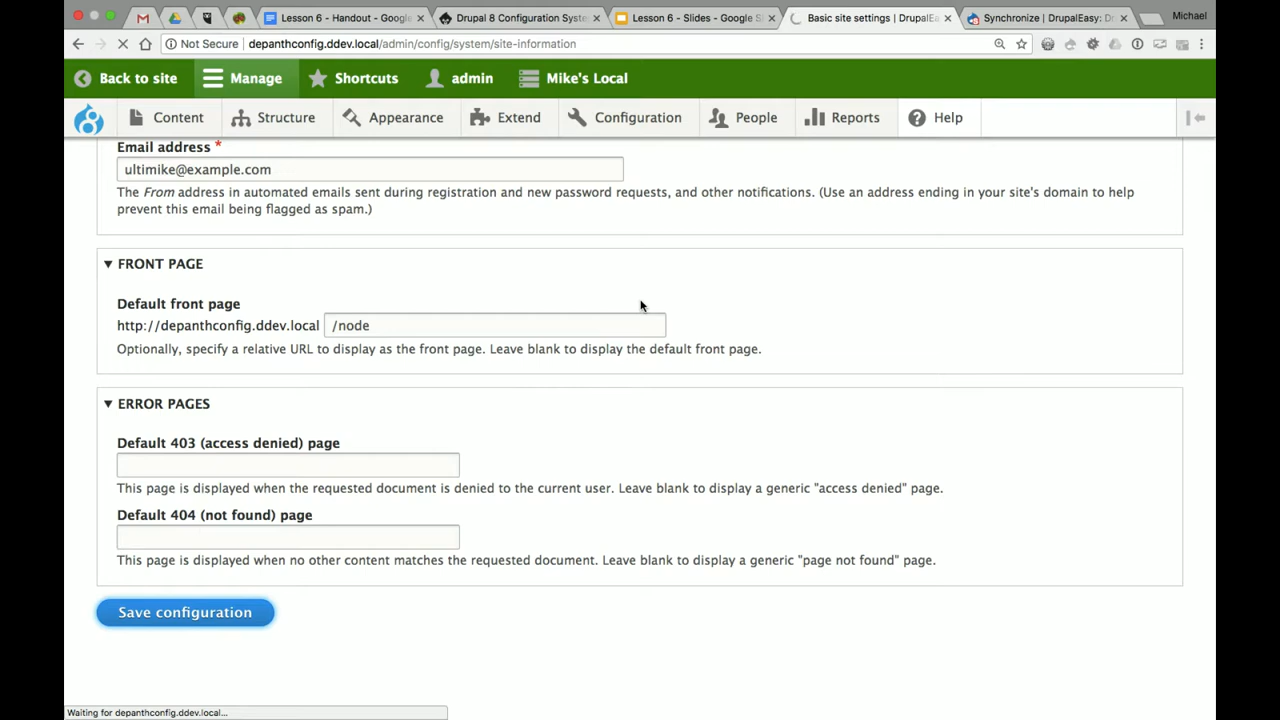 Lesson 6 - Handout - Google
Drupal 8 Configuration Syste
Lesson 6 - Slides - Google Sl
Basic site settings | DrupalEa
Synchronize | DrupalEasy: Dr
Michael
Not Secure
depanthconfig.ddev.local/admin/config/system/site-information
Back to site
Manage
Shortcuts
admin
Mike's Local
Content
Structure
Appearance
Extend
Configuration
People
Reports
Help
Email address *
ultimike@example.com
The From address in automated emails sent during registration and new password requests, and other notifications. (Use an address ending in your site's domain to help
prevent this email being flagged as spam.)
FRONT PAGE
Default front page
http://depanthconfig.ddev.local /node
Optionally, specify a relative URL to display as the front page. Leave blank to display the default front page.
ERROR PAGES
Default 403 (access denied) page
This page is displayed when the requested document is denied to the current user. Leave blank to display a generic "access denied" page.
Default 404 (not found) page
This page is displayed when no other content matches the requested document. Leave blank to display a generic "page not found" page.
Save configuration
Waiting for depanthconfig.ddev.local...